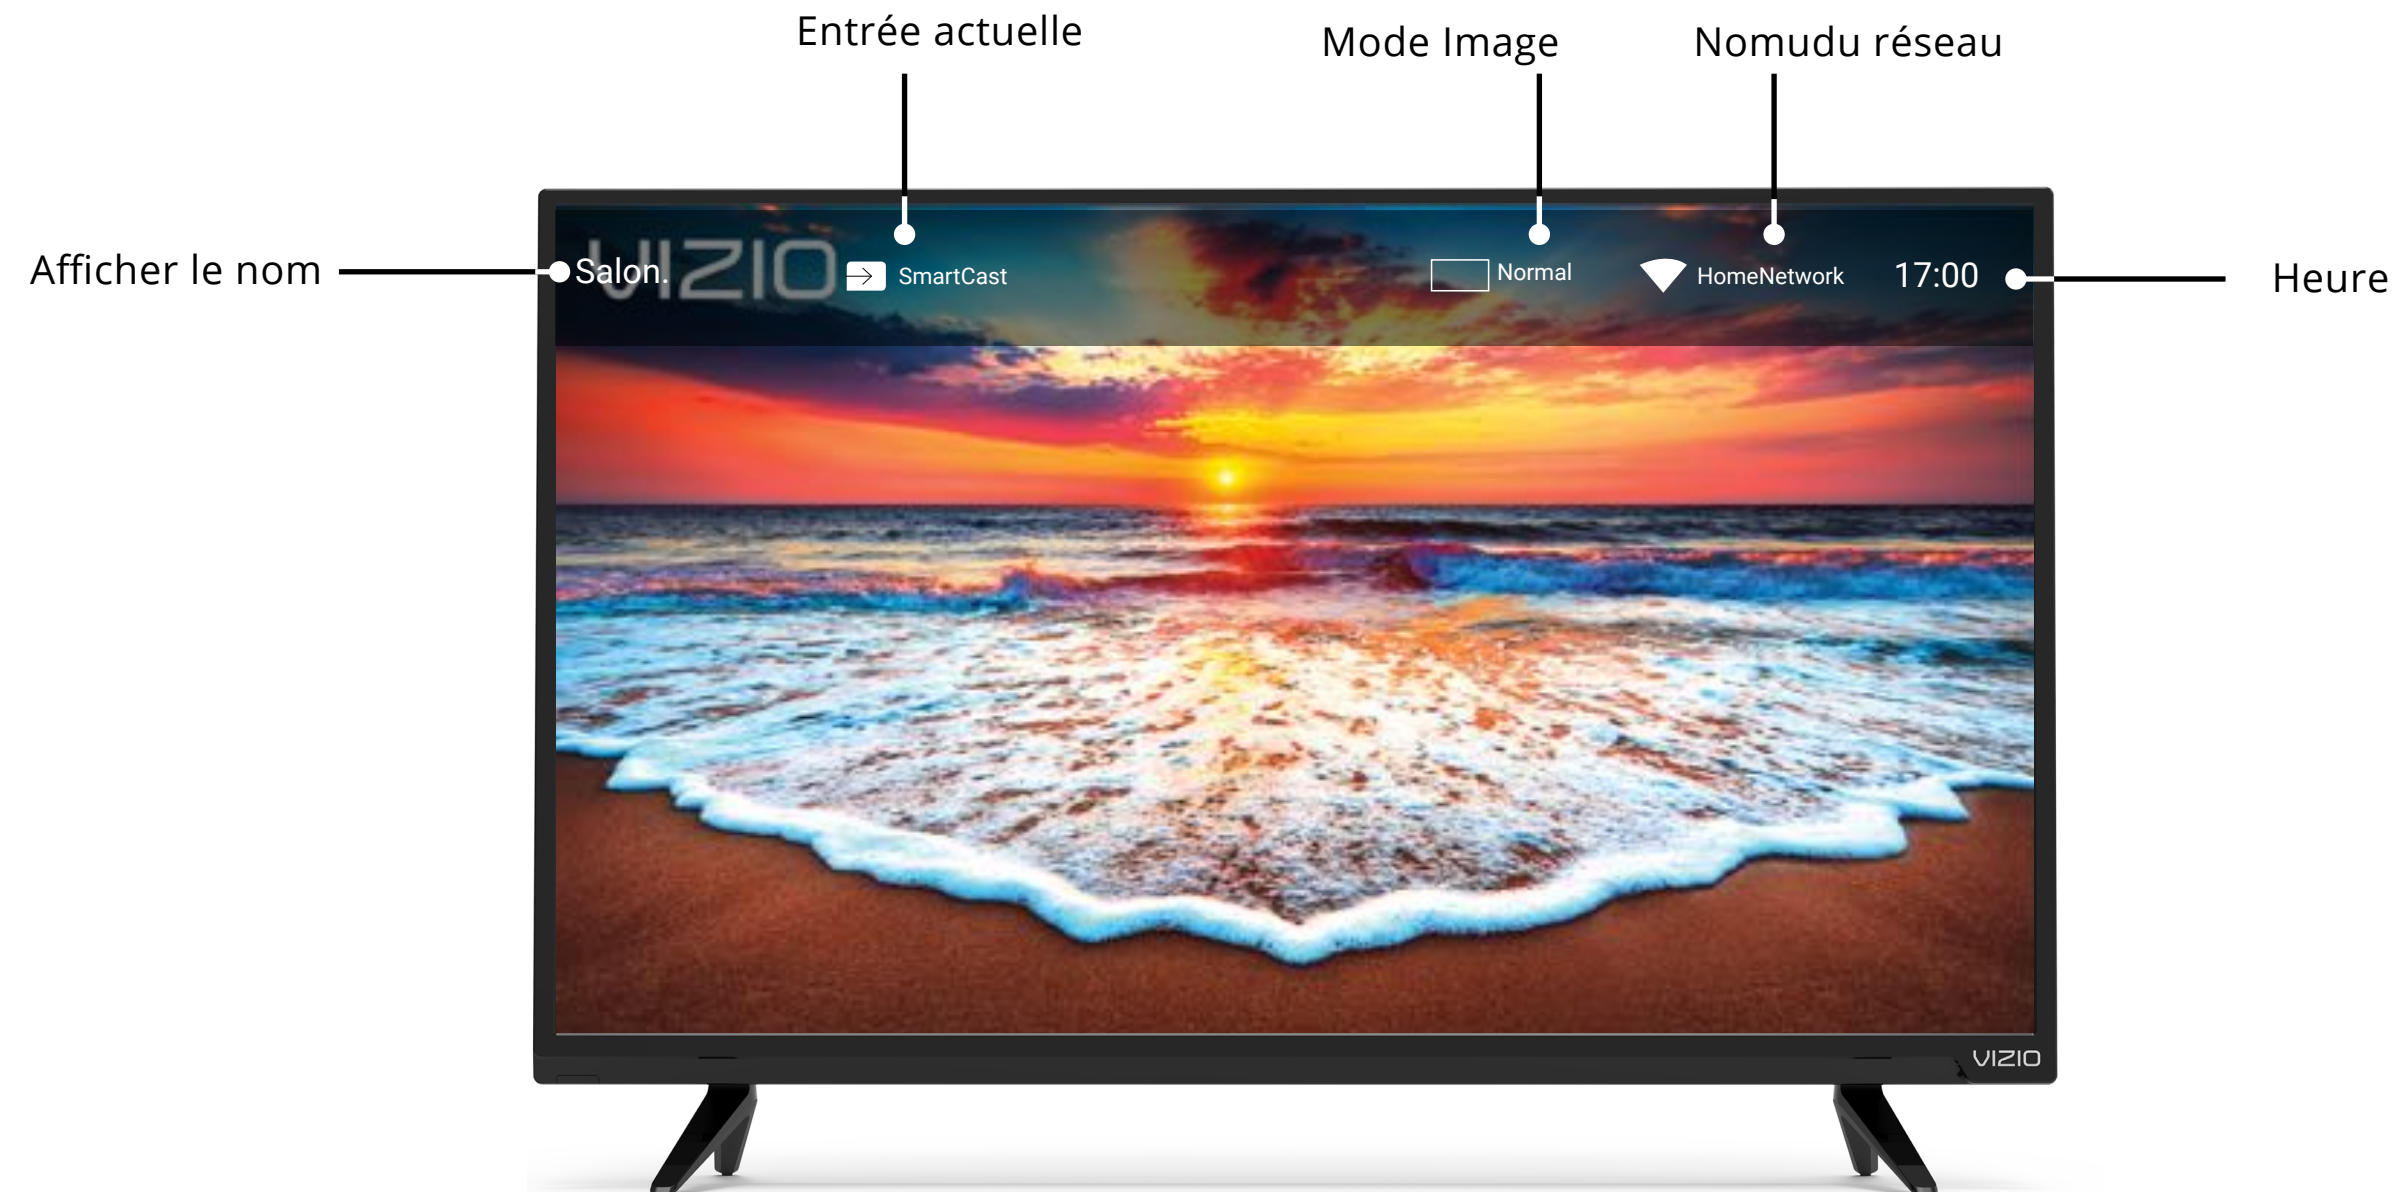 Entrée actuelle
Mode Image
Nomudu réseau
Afficher le nom
VIZIO
Salon.
SmartCast
Normal
HomeNetwork
17:00
Heure
VIZIO